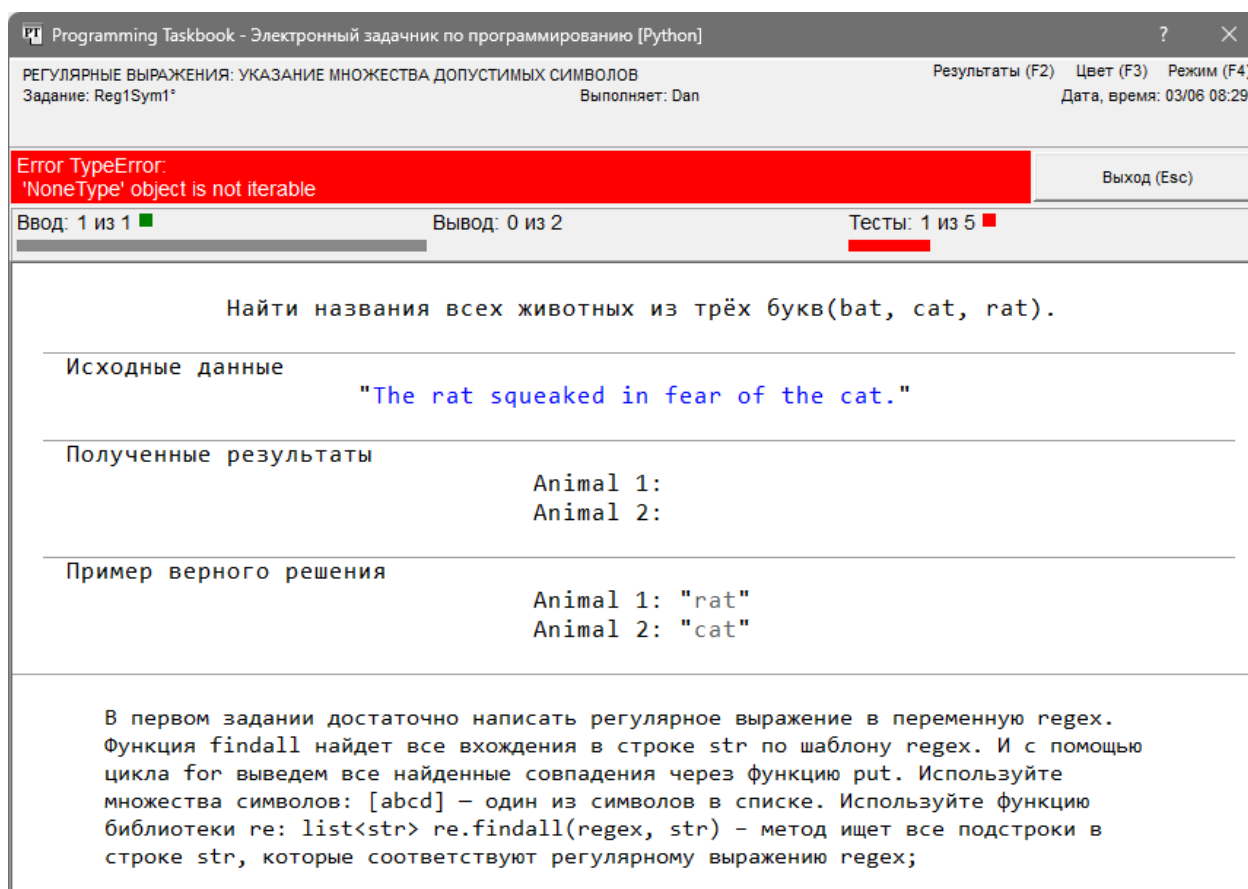 Programming Taskbook - Электронный задачник по программированию [Python] ?
РЕГУЛЯРНЫЕ ВЫРАЖЕНИЯ: УКАЗАНИЕ МНОЖЕСТВА ДОПУСТИМЫХ СИМВОЛОВ Результаты (F2) Цвет (F3) Режим (F4)
Задание: Reg1Sym1° Выполняет: Dan Дата, время: 03/06 08:29
Error TypeError:
'NoneType' object is not iterable
Выход (Esc)
Ввод: 1 из 1 Вывод: 0 из 2 Тесты: 1 из 5
Найти названия всех животных из трёх букв(bat, cat, rat).
Исходные данные
"The rat squeaked in fear of the cat."
Полученные результаты
Animal 1:
Animal 2:
Пример верного решения
Animal 1: "rat"
Animal 2: "cat"
В первом задании достаточно написать регулярное выражение в переменную regex.
Функция findall найдет все вхождения в строке str по шаблону regex. И с помощью
цикла for выведем все найденные совпадения через функцию put. Используйте
множества символов: [abcd] — один из символов в списке. Используйте функцию
библиотеки re: list<str> re.findall(regex, str) – метод ищет все подстроки в
строке str, которые соответствуют регулярному выражению regex;